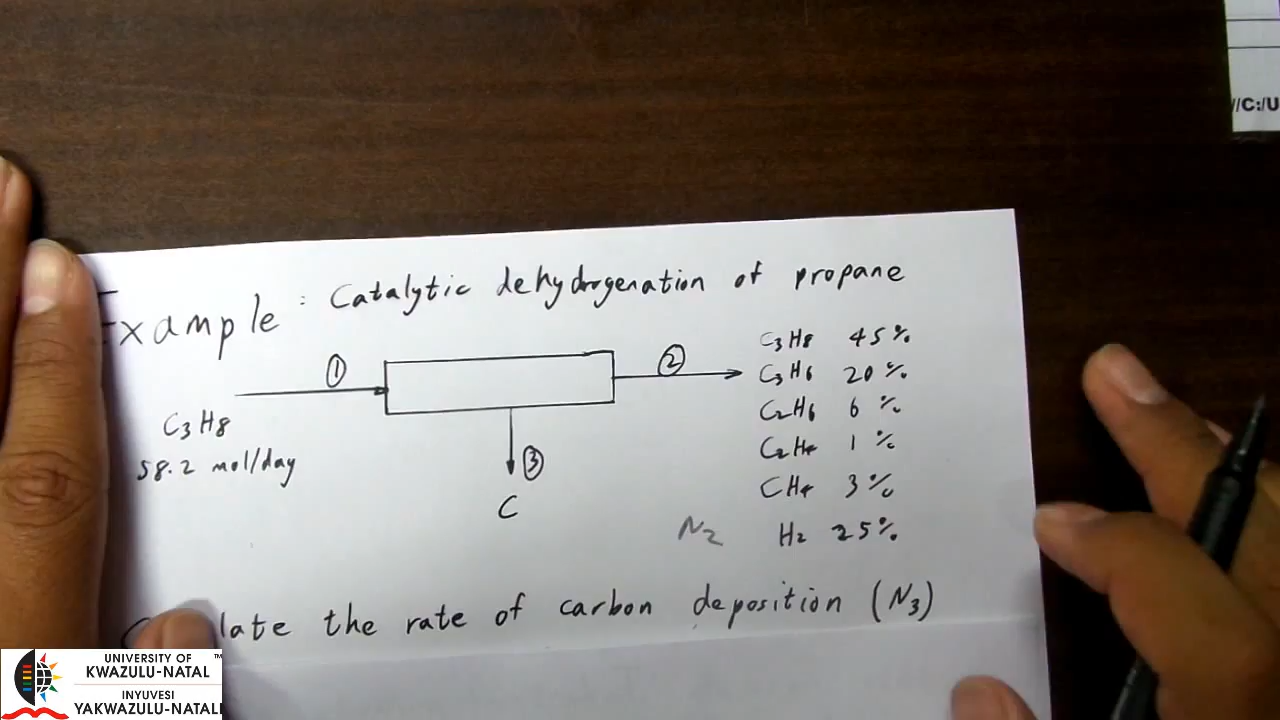 //C:/U
Example : Catalytic dehydrogenation of propane
①
②
C3H8 45%
C3H6 20%
C2H6 6%
C2H4 1%
CH4 3%
H2 25%
C3H8
58.2 mol/day
③
C
N2
late the rate of carbon deposition (N3)
UNIVERSITY OF ™
KWAZULU-NATAL
INYUVESI
YAKWAZULU-NATALI